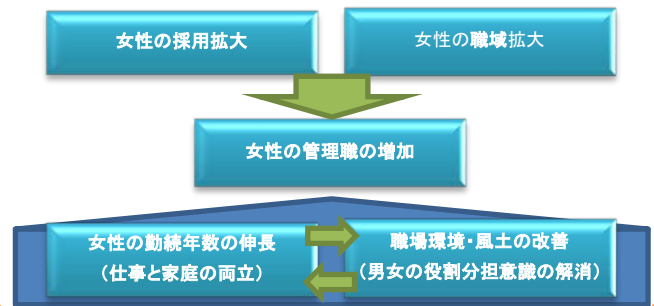 女性の採用拡大
女性の職域拡大
女性の管理職の増加
女性の勤続年数の伸長
（仕事と家庭の両立）
職場環境・風土の改善
（男女の役割分担意識の解消）